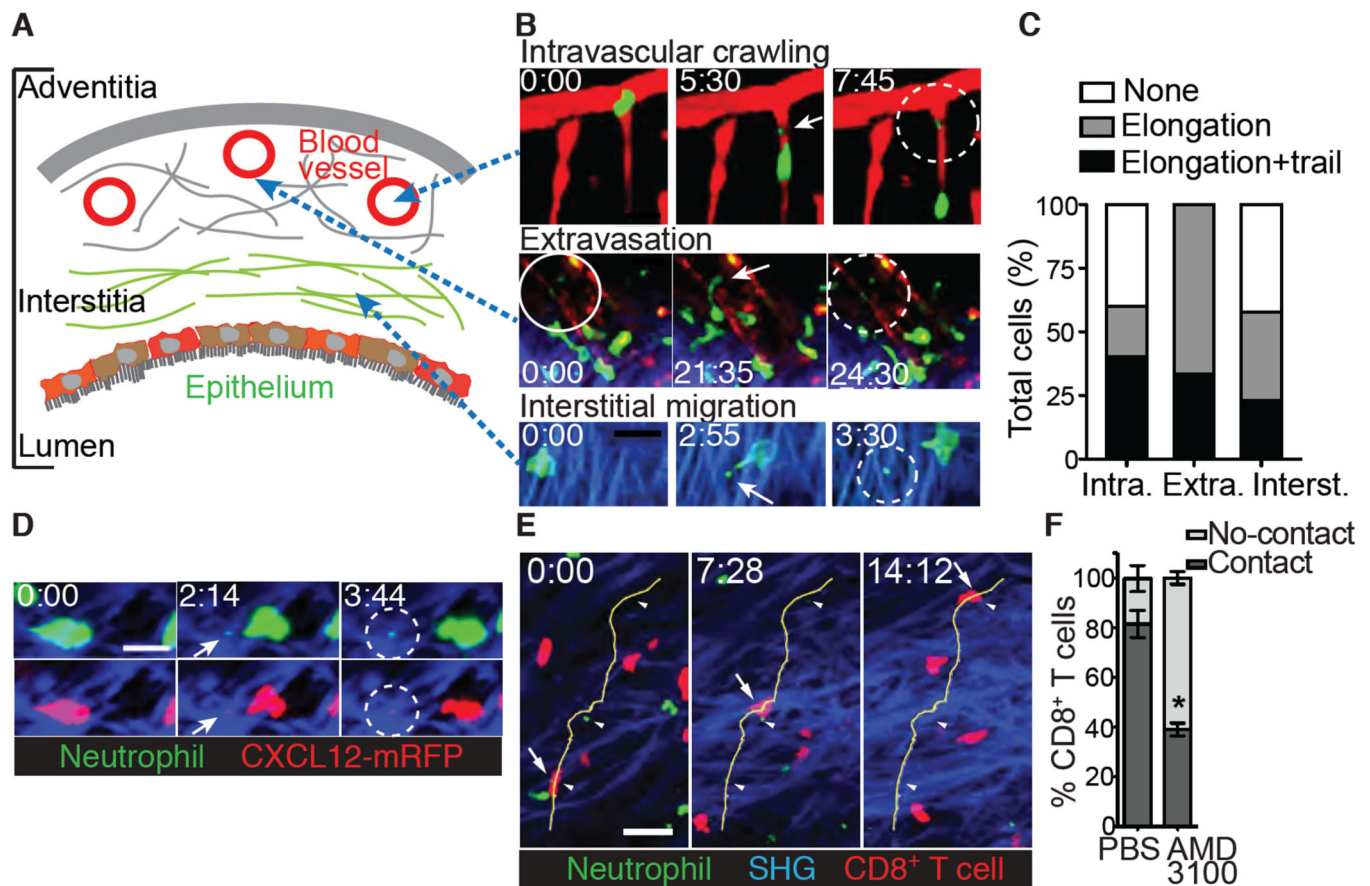 A
Adventitia
Blood
vessel
Interstitia
Epithelium
Lumen
B
Intravascular crawling
0:00 5:30 7:45
Extravasation
0:00 21:35 24:30
Interstitial migration
0:00 2:55 3:30
C
None
Elongation
Elongation+trail
Total cells (%)
100
75
50
25
0
Intra. Extra. Interst.
D
0:00 2:14 3:44
Neutrophil CXCL12-mRFP
E
0:00 7:28 14:12
Neutrophil SHG CD8+ T cell
F
No-contact
Contact
% CD8+ T cells
100
80
60
40
20
0
*
PBS AMD
3100